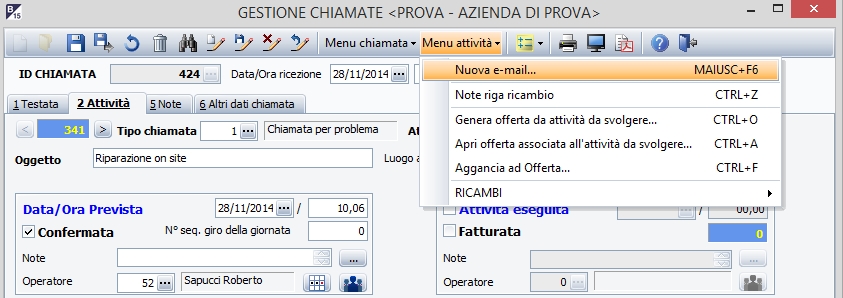 B 15 GESTIONE CHIAMATE <PROVA - AZIENDA DI PROVA>
Menu chiamata Menu attività
ID CHIAMATA 424 Data/Ora ricezione 28/11/2014
Nuova e-mail... MAIUSC+F6
Note riga ricambio CTRL+Z
Genera offerta da attività da svolgere... CTRL+O
Apri offerta associata all'attività da svolgere... CTRL+A
Aggancia ad Offerta... CTRL+F
RICAMBI
1 Testata 2 Attività 5 Note 6 Altri dati chiamata
< 341 > Tipo chiamata 1 ... Chiamata per problema
Oggetto Riparazione on site Luogo
Data/Ora Prevista 28/11/2014 ... / 10,06
Confermata N° seq. giro della giornata 0
Note ...
Operatore 52 ... Sapucci Roberto
Attività eseguita ... / 00,00
Fatturata 0
Note ...
Operatore 0 ...